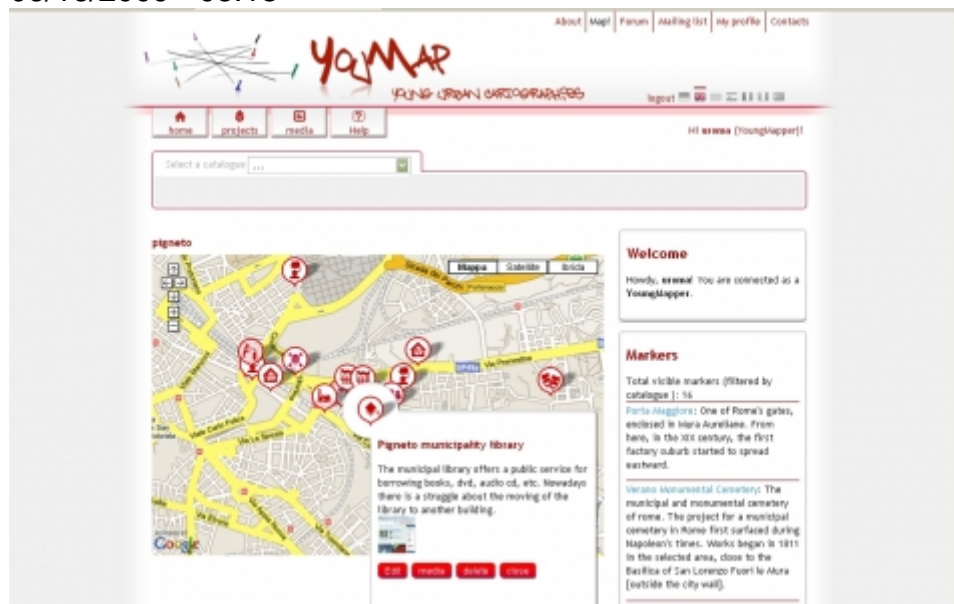 About Map! Forum Mailing list My profile Contacts
YouMAP
YOUNG URBAN CARTOGRAPHERS
logout
home projects media Help
Hi [YoungMapper]!
Select a catalogue ...
pigneto
Mappa Satellite Ibrida
Via Prenestina
Google
Pigneto municipality library
The municipal library offers a public service for
borrowing books, dvd, audio cd, etc. Nowadays
there is a struggle about the moving of the
library to another building.
Edit media delete close
Welcome
Howdy, You are connected as a
YoungMapper.
Markers
Total visible markers (filtered by
catalogue ): 16
Porta Maggiore: One of Rome's gates,
enclosed in Mura Aureliane. From
here, in the XIX century, the first
factory suburb started to spread
eastward.
Verano Monumental Cemetery: The
municipal and monumental cemetery
of rome. The project for a municipal
cemetery in Rome first surfaced during
Napoleon's times. Works began in 1811
in the selected area, close to the
Basilica of San Lorenzo Fuori le Mura
[outside the city wall].